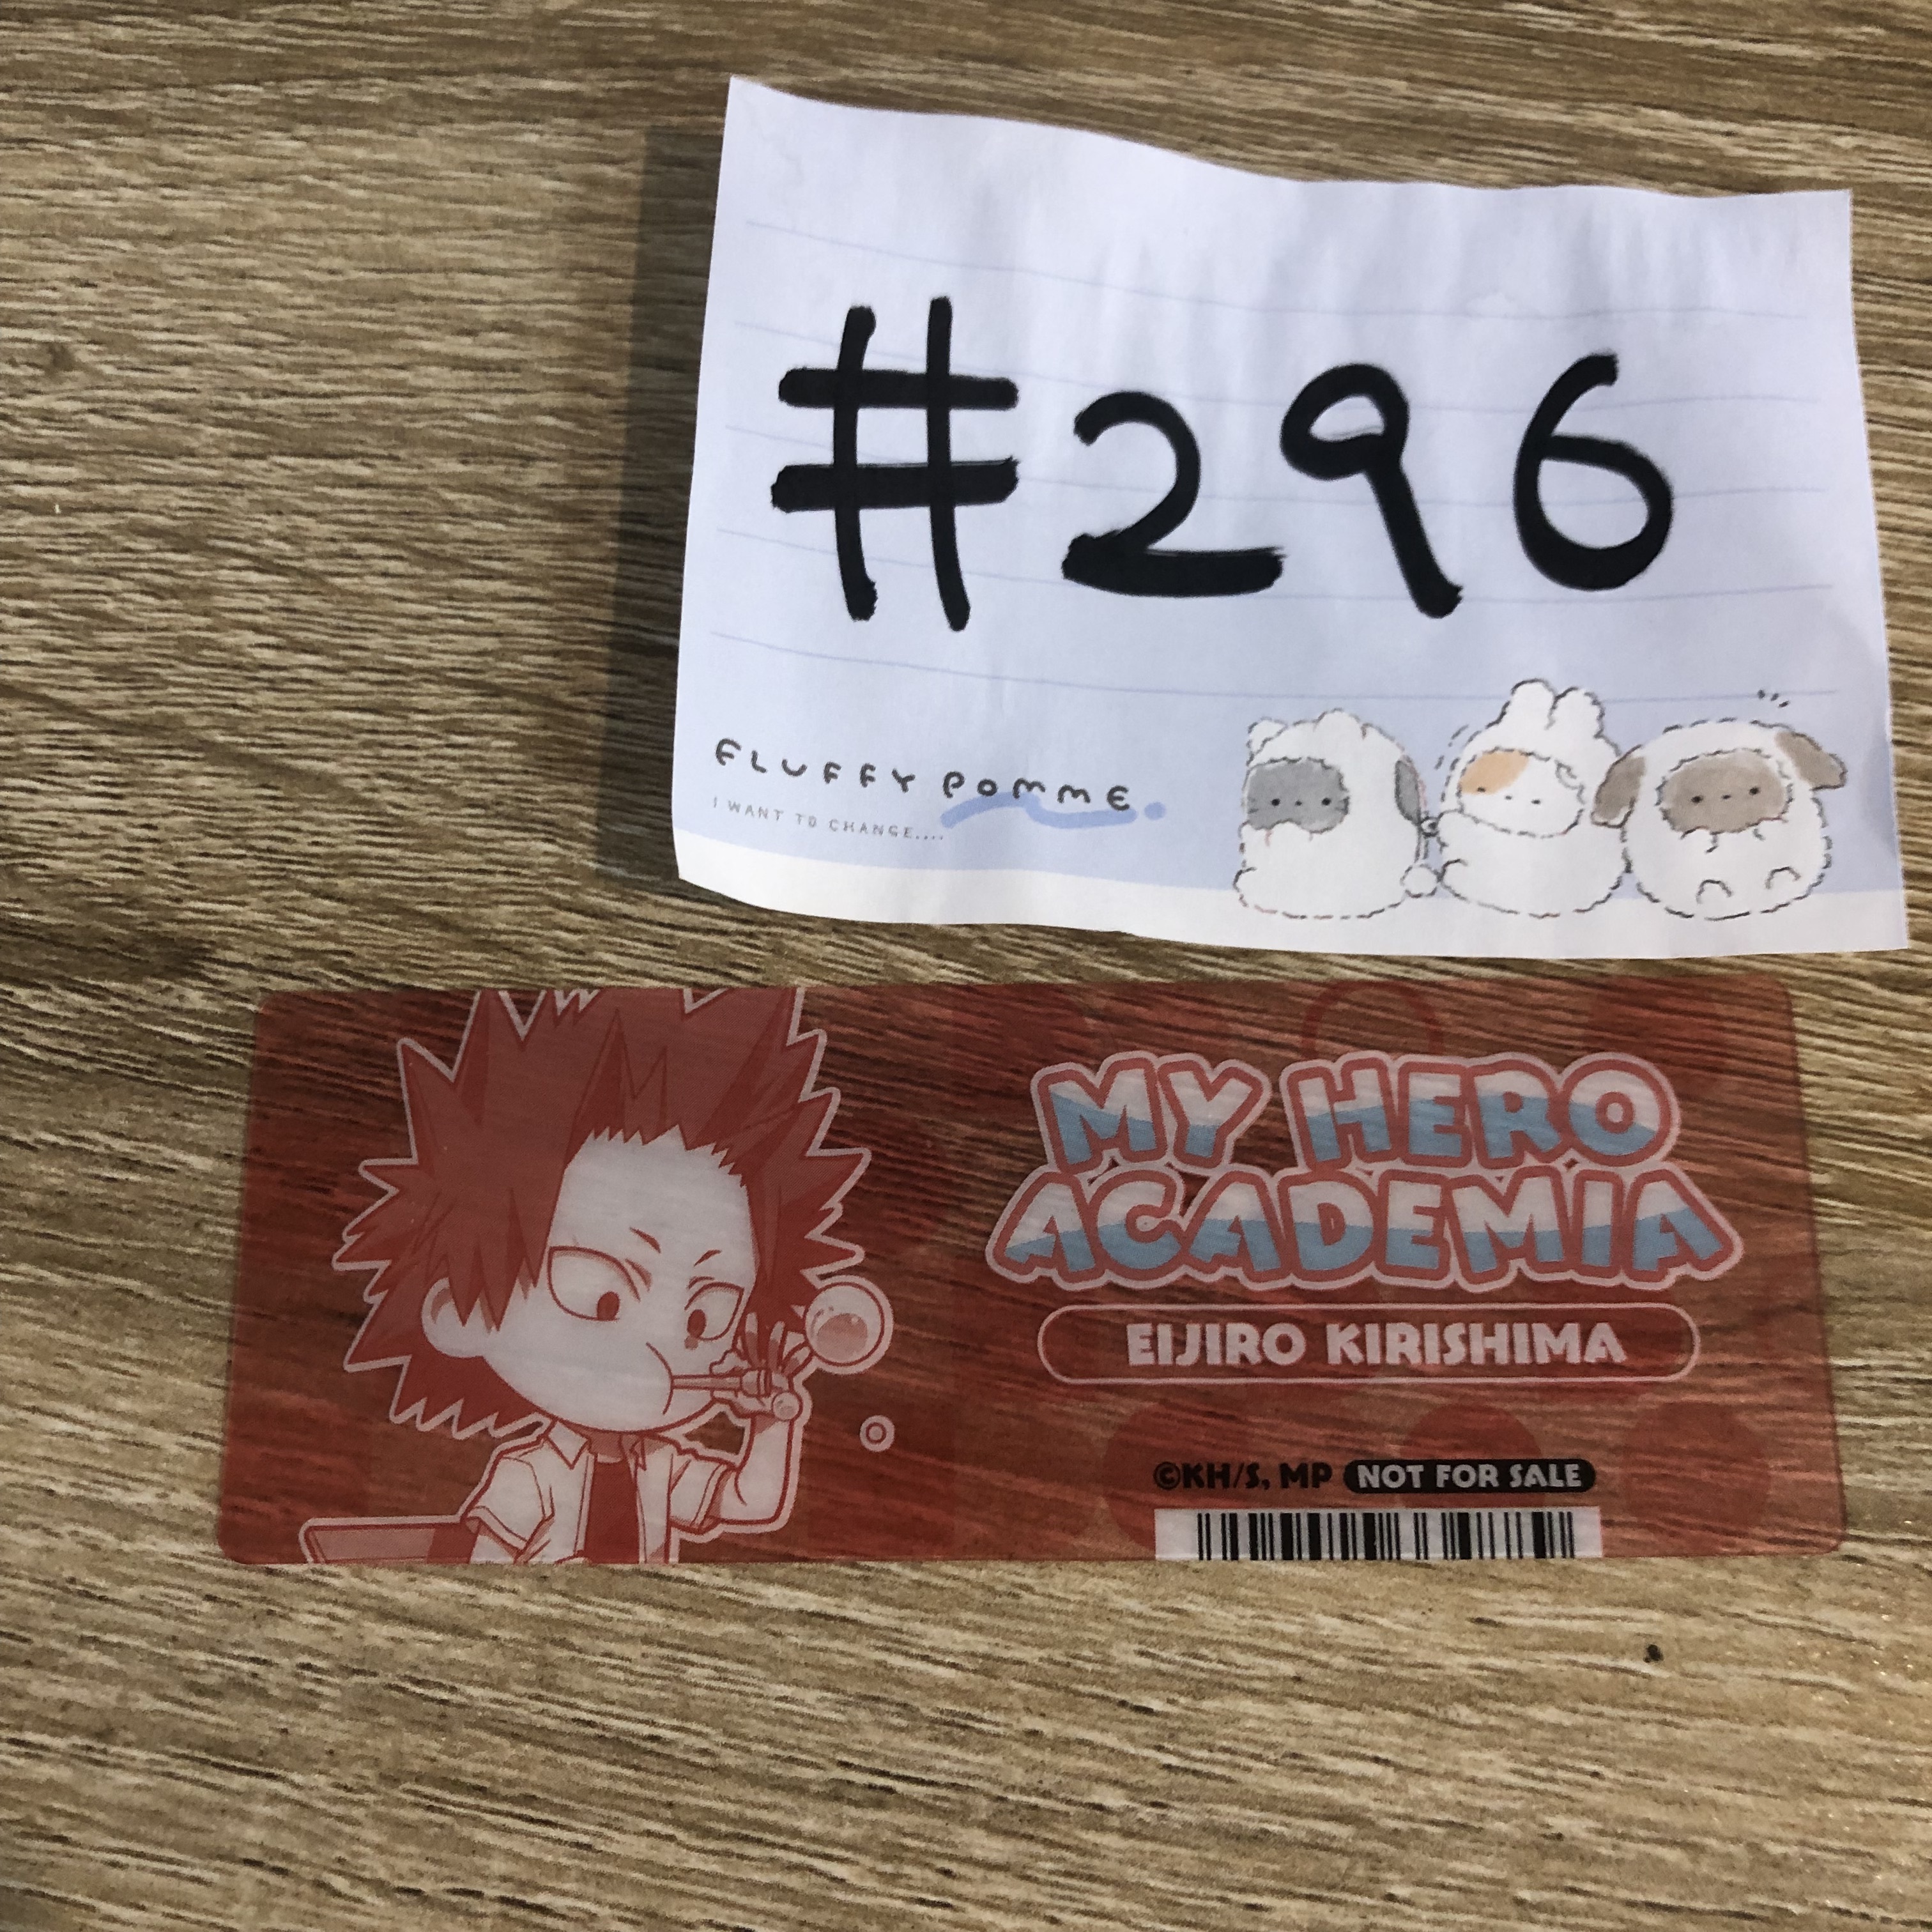 #296
FLUFFY POMME.
I WANT TO CHANGE....
MY HERO
ACADEMIA
EIJIRO KIRISHIMA
©KH/S, MP NOT FOR SALE